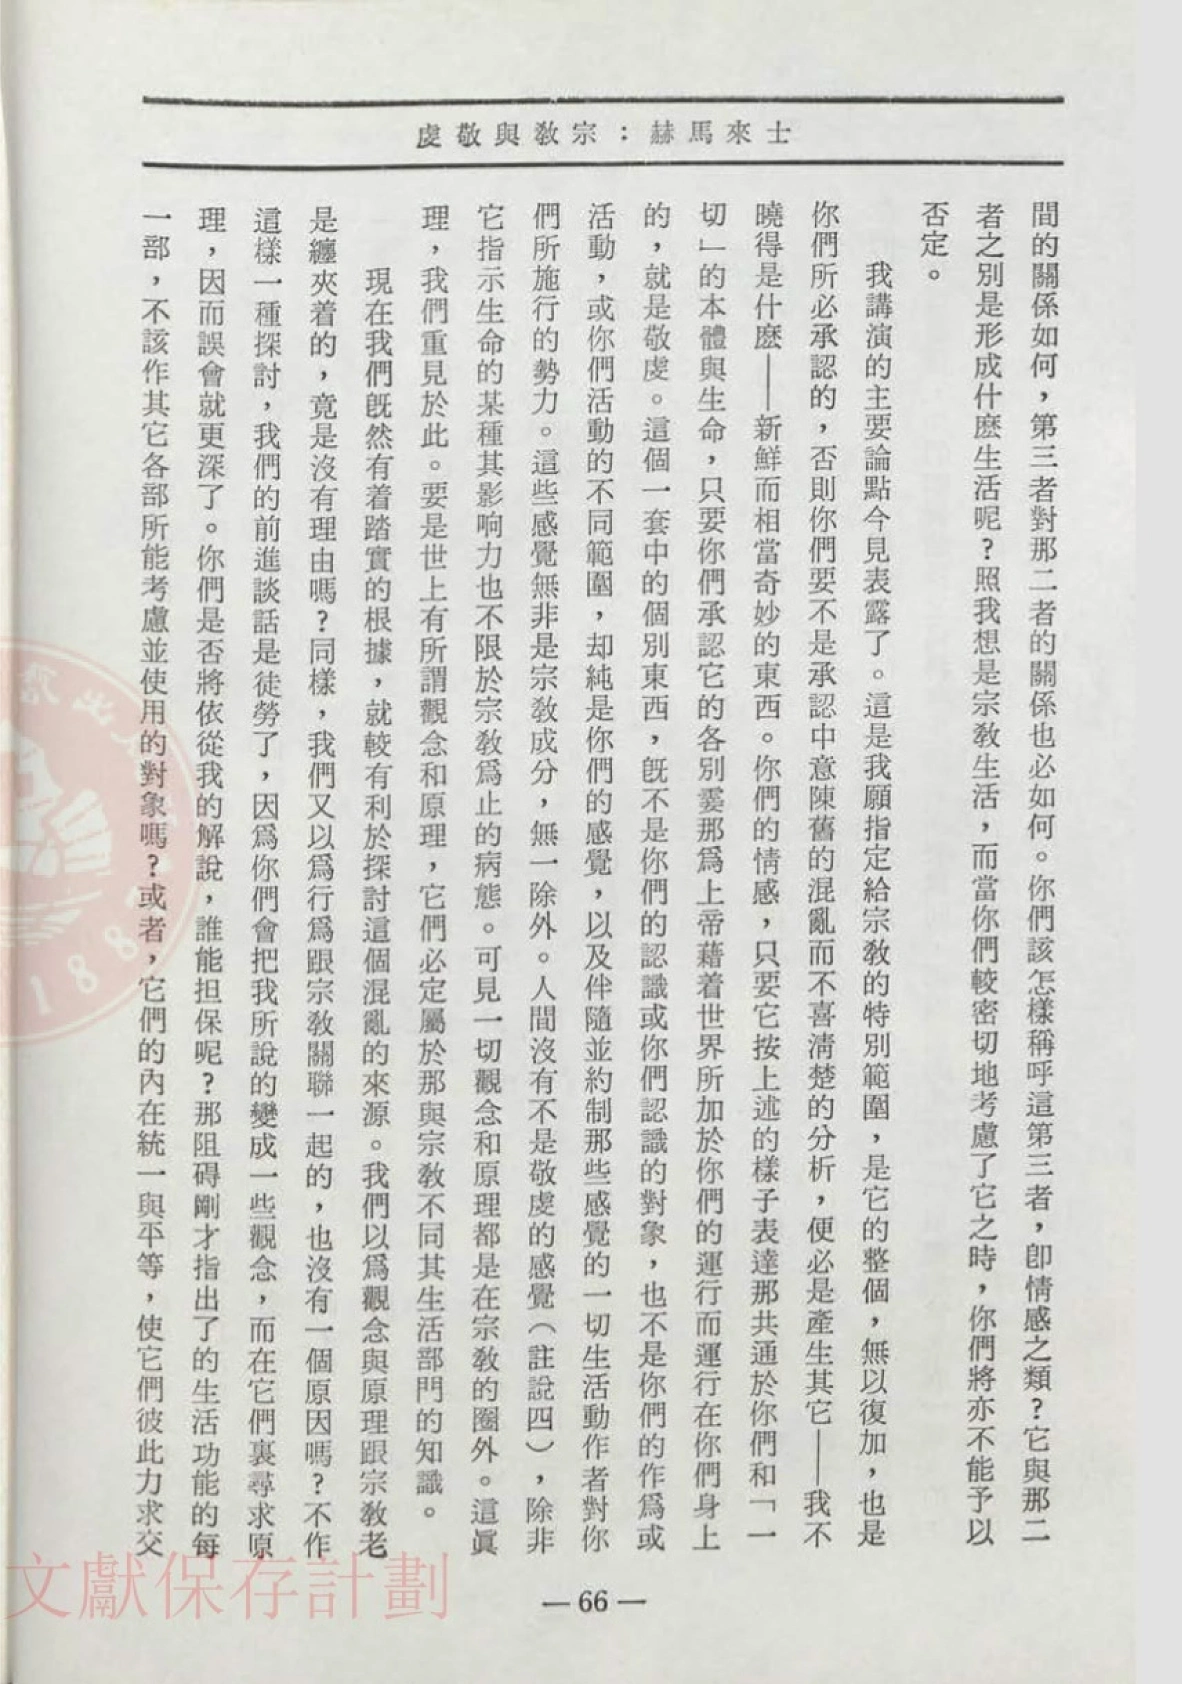 士來馬赫：宗敎與敬虔
間的關係如何，第三者對那二者的關係也必如何。你們該怎樣稱呼這第三者，卽情感之類？它與那二
者之別是形成什麽生活呢？照我想是宗敎生活，而當你們較密切地考慮了它之時，你們將亦不能予以
否定。
我講演的主要論點今見表露了。這是我願指定給宗敎的特別範圍，是它的整個，無以復加，也是
你們所必承認的，否則你們要不是承認中意陳舊的混亂而不喜淸楚的分析，便必是產生其它——我不
曉得是什麽——新鮮而相當奇妙的東西。你們的情感，只要它按上述的樣子表達那共通於你們和「一
切」的本體與生命，只要你們承認它的各別霎那爲上帝藉着世界所加於你們的運行而運行在你們身上
的，就是敬虔。這個一套中的個別東西，旣不是你們的認識或你們認識的對象，也不是你們的作爲或
活動，或你們活動的不同範圍，却純是你們的感覺，以及伴隨並約制那些感覺的一切生活動作者對你
們所施行的勢力。這些感覺無非是宗敎成分，無一除外。人間沒有不是敬虔的感覺（註說四），除非
它指示生命的某種其影响力也不限於宗敎爲止的病態。可見一切觀念和原理都是在宗敎的圈外。這眞
理，我們重見於此。要是世上有所謂觀念和原理，它們必定屬於那與宗敎不同其生活部門的知識。
現在我們旣然有着踏實的根據，就較有利於探討這個混亂的來源。我們以爲觀念與原理跟宗敎老
是纏夾着的，竟是沒有理由嗎？同樣，我們又以爲行爲跟宗敎關聯一起的，也沒有一個原因嗎？不作
這樣一種探討，我們的前進談話是徒勞了，因爲你們會把我所說的變成一些觀念，而在它們裏尋求原
理，因而誤會就更深了。你們是否將依從我的解說，誰能担保呢？那阻碍剛才指出了的生活功能的每
一部，不該作其它各部所能考慮並使用的對象嗎？或者，它們的內在統一與平等，使它們彼此力求交
— 66 —
文獻保存計劃
出
188